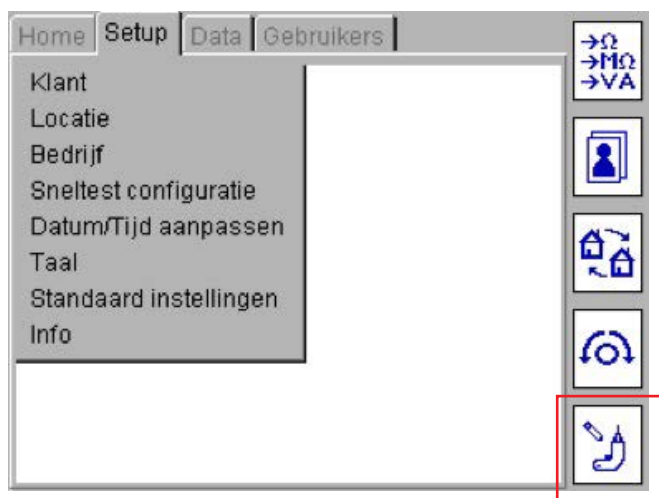 Home Setup Data Gebruikers
Klant
Locatie
Bedrijf
Sneltest configuratie
Datum/Tijd aanpassen
Taal
Standaard instellingen
Info
→Ω
→MΩ
→VA